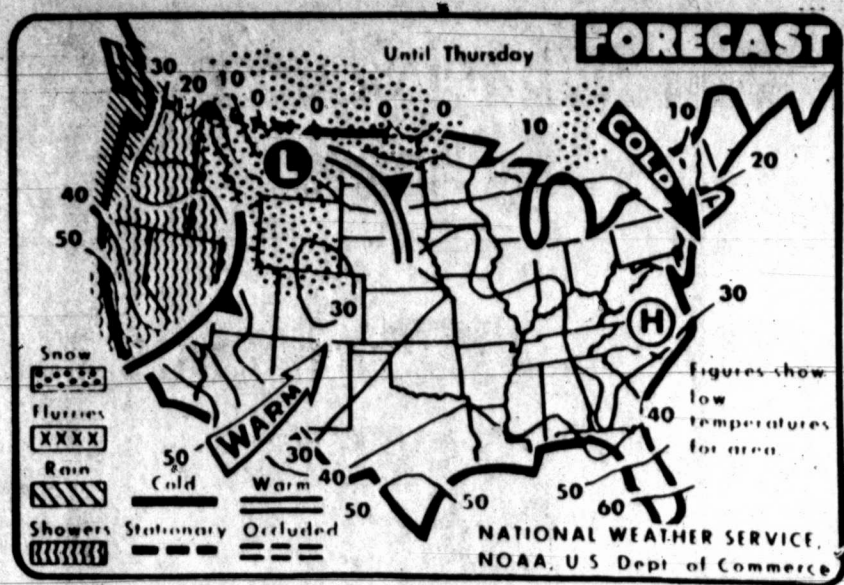 FORECAST
Until Thursday
30
20
10
0
0
0
0
10
COLD
10
20
L
40
50
30
H
30
Snow
Flurries
XXXX
Rain
Showers
WARM
50
30
40
50
50
50
60
40
Figures show
low
temperatures
for area.
Cold
Warm
Stationary
Occluded
NATIONAL WEATHER SERVICE,
NOAA, U S Dept of Commerce